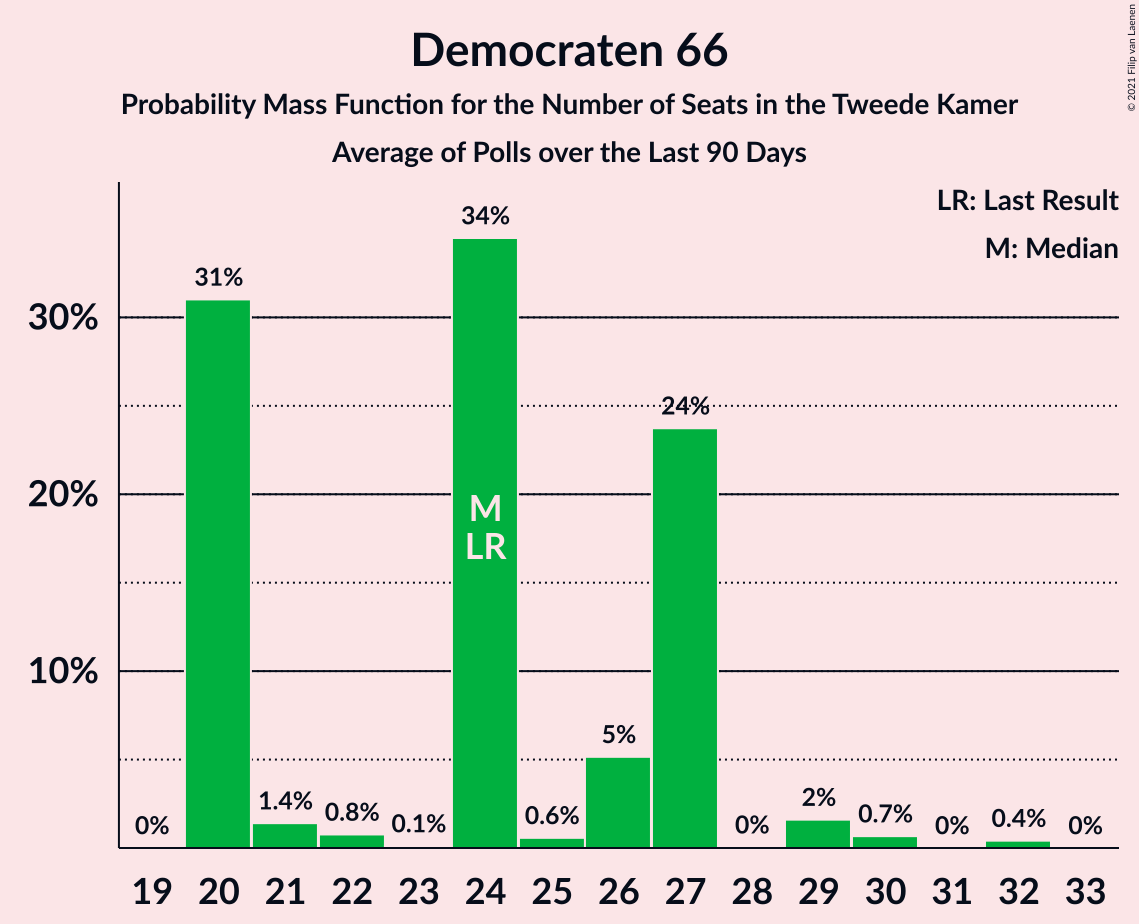 Democraten 66
Probability Mass Function for the Number of Seats in the Tweede Kamer
Average of Polls over the Last 90 Days
© 2021 Filip van Laenen
LR: Last Result
M: Median
30%
20%
10%
0%
31%
1.4%
0.8%
0.1%
34%
0.6%
5%
24%
0%
2%
0.7%
0%
0.4%
0%
M
LR
19 20 21 22 23 24 25 26 27 28 29 30 31 32 33